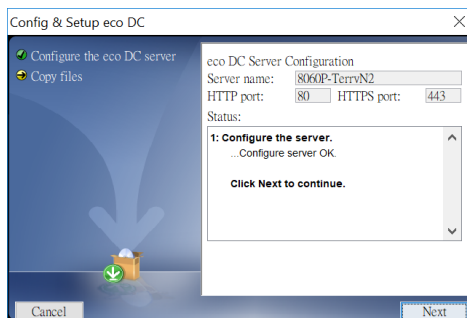 Config & Setup eco DC
Configure the eco DC server
Copy files
eco DC Server Configuration
Server name: 8060P-TerryN2
HTTP port: 80 HTTPS port: 443
Status:
1: Configure the server.
...Configure server OK.
Click Next to continue.
Cancel Next